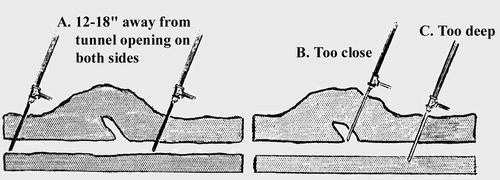 A. 12-18" away from
tunnel opening on
both sides
B. Too close
C. Too deep